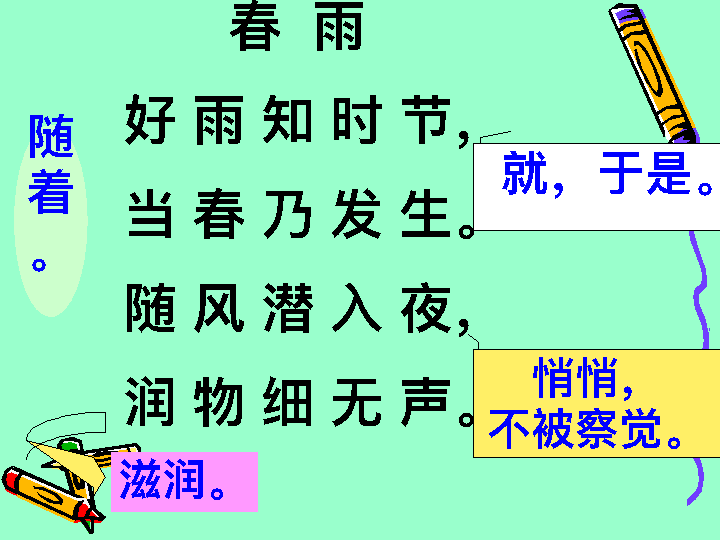 春 雨
好 雨 知 时 节，
当 春 乃 发 生。
随 风 潜 入 夜，
润 物 细 无 声。
随
着
。
就，于是。
悄悄，
不被察觉。
滋润。